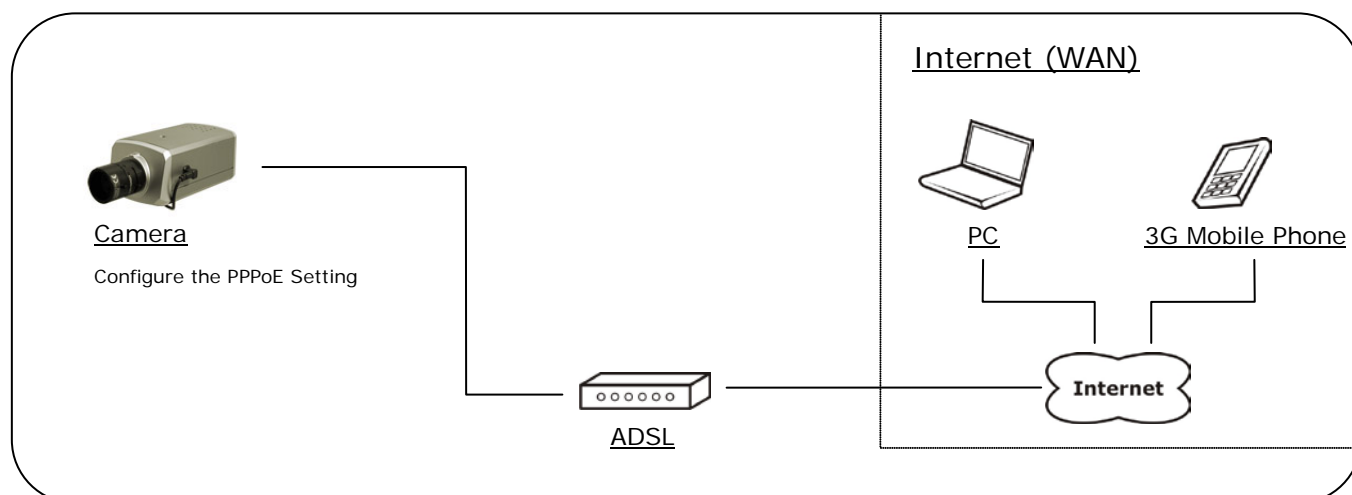 Internet (WAN)
Camera
Configure the PPPoE Setting
PC
3G Mobile Phone
Internet
ADSL